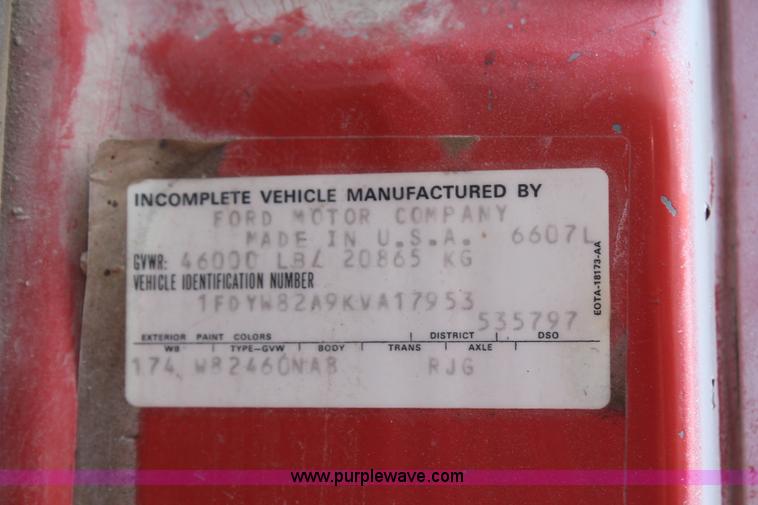 INCOMPLETE VEHICLE MANUFACTURED BY
FORD MOTOR COMPANY
MADE IN U.S.A. 6607L
GVWR: 46000 LB/ 20865 KG
VEHICLE IDENTIFICATION NUMBER
1FDYW82A9KVA17953
535797
EXTERIOR PAINT COLORS DISTRICT DSO
WB TYPE-GVW BODY TRANS AXLE
174 W82460NAB RJG
EOTA-18173-AA
www.purplewave.com